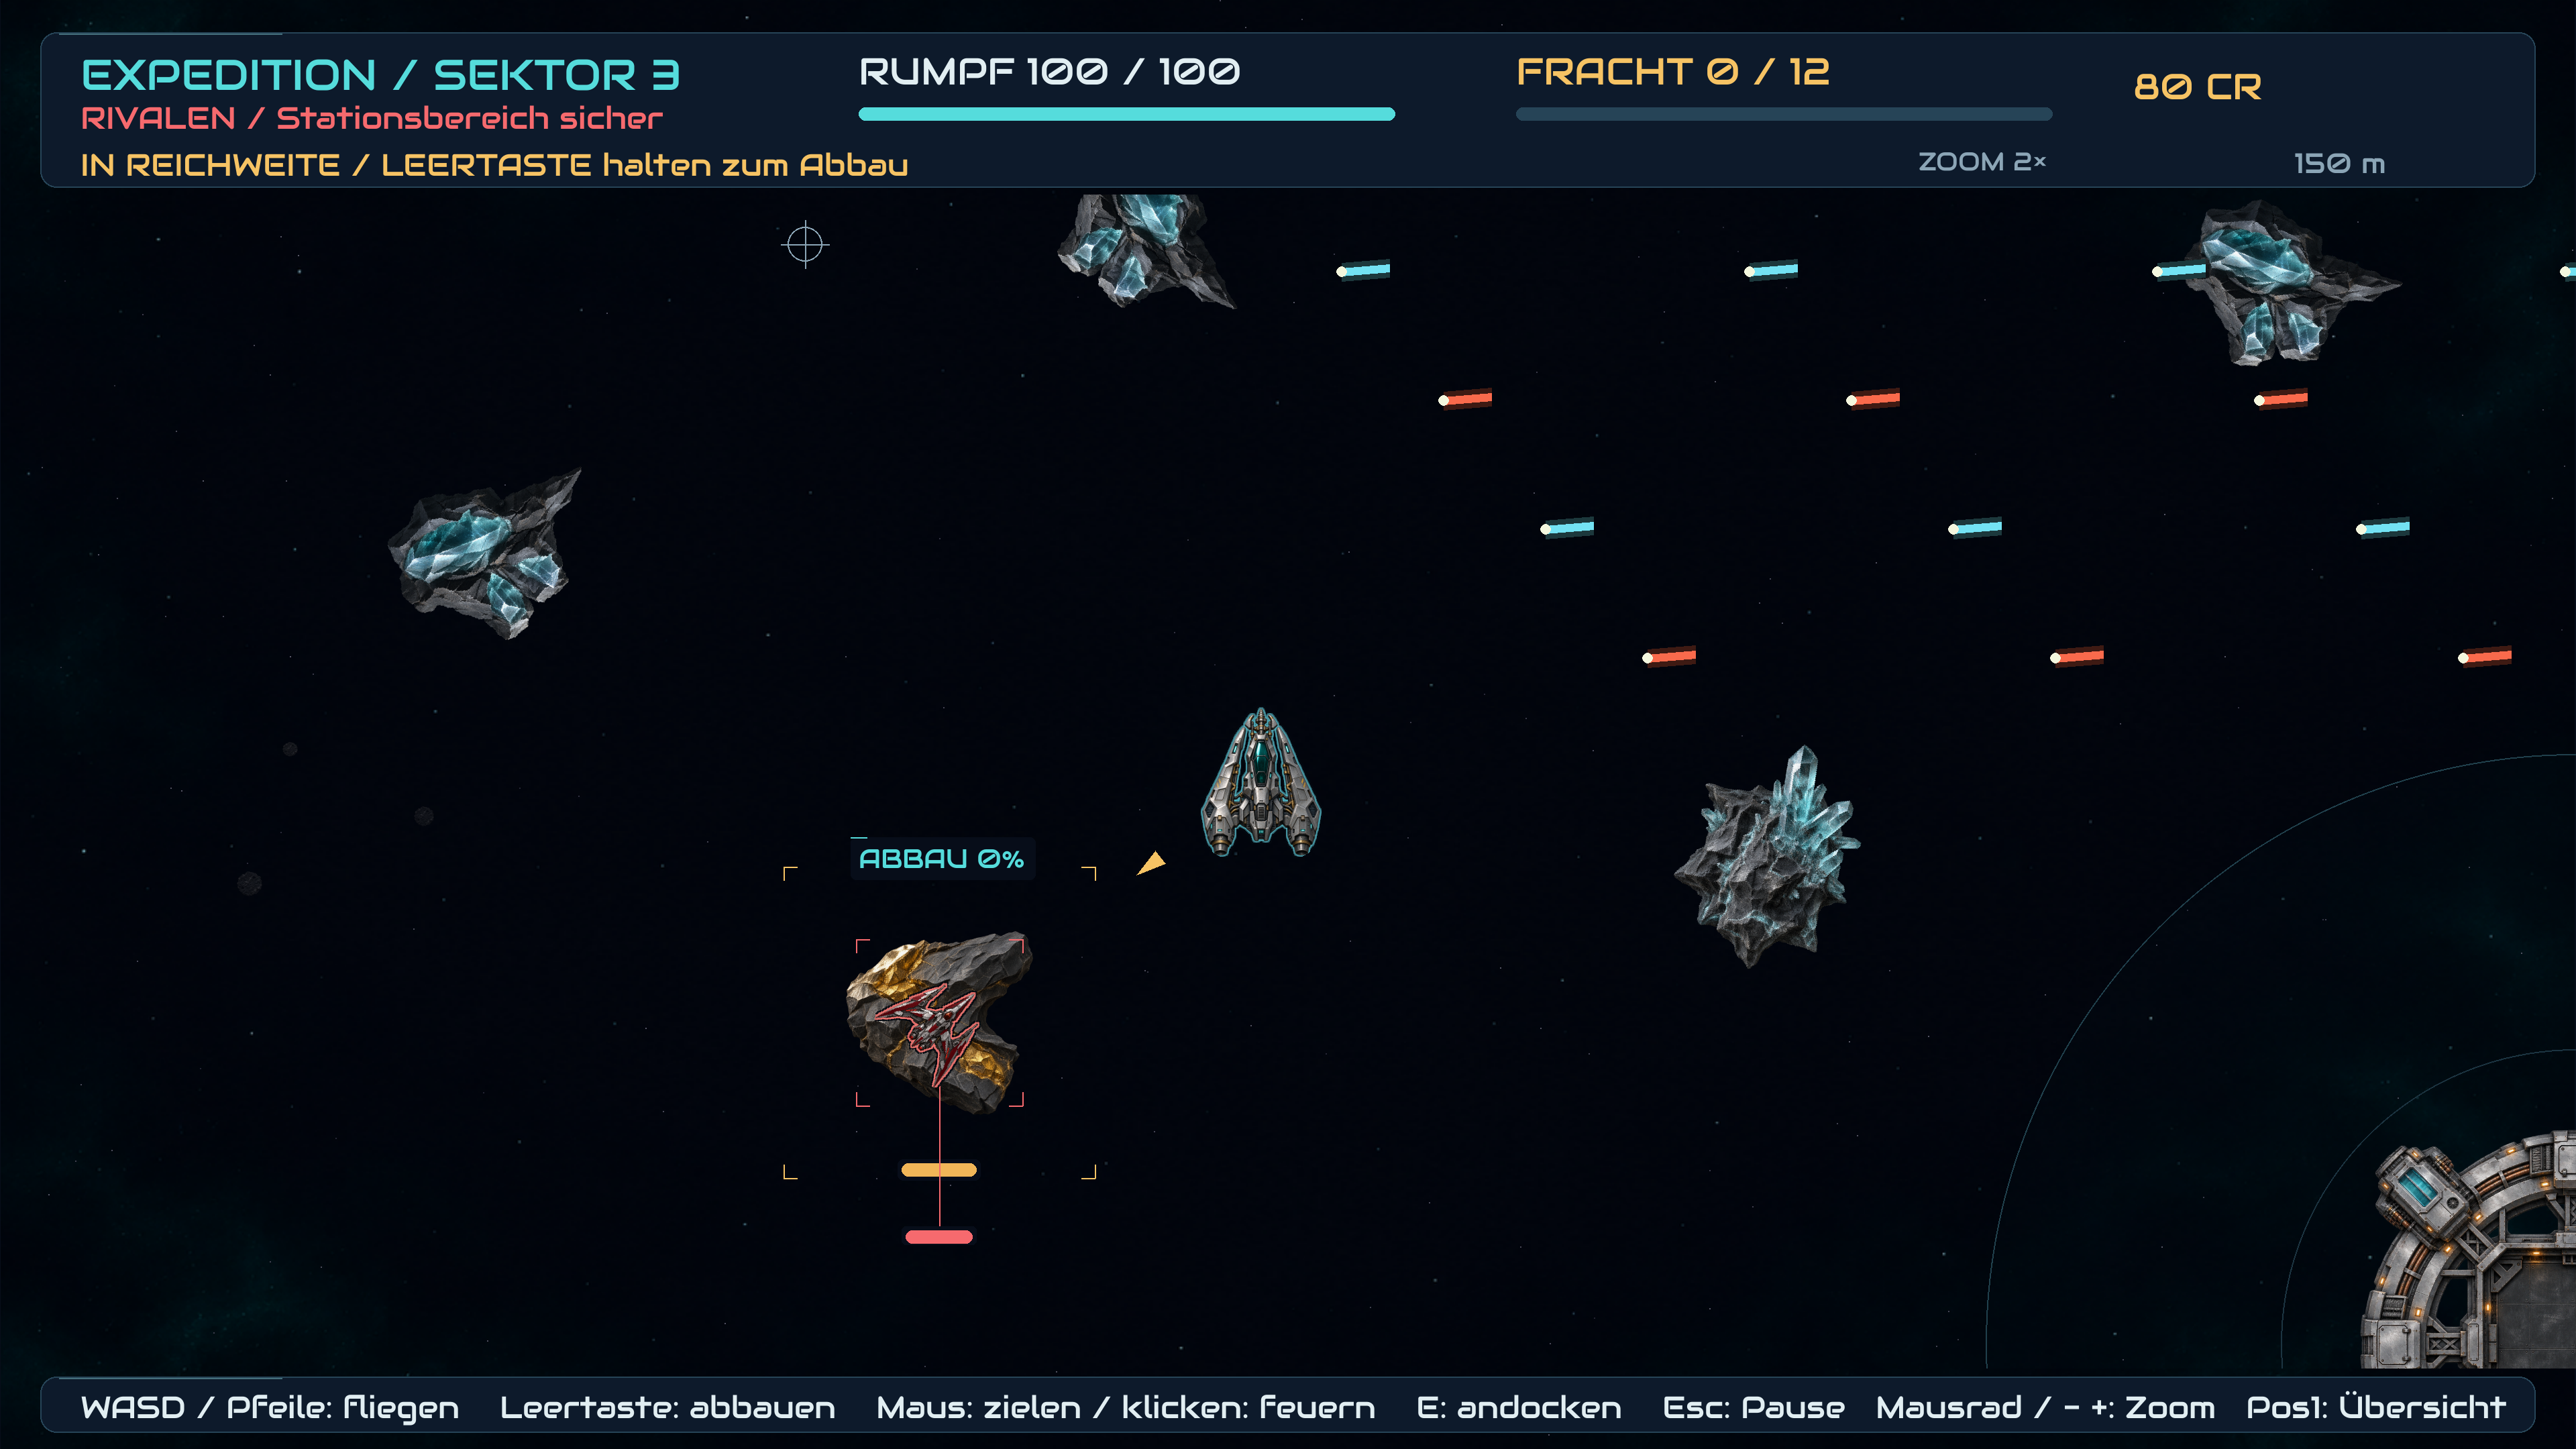 EXPEDITION / SEKTOR 3
RIVALEN / Stationsbereich sicher
IN REICHWEITE / LEERTASTE halten zum Abbau
RUMPF 100 / 100
FRACHT 0 / 12
80 CR
ZOOM 2×
150 m
ABBAU 0%
WASD / Pfeile: fliegen Leertaste: abbauen Maus: zielen / klicken: feuern E: andocken Esc: Pause Mausrad / - +: Zoom Pos1: Übersicht